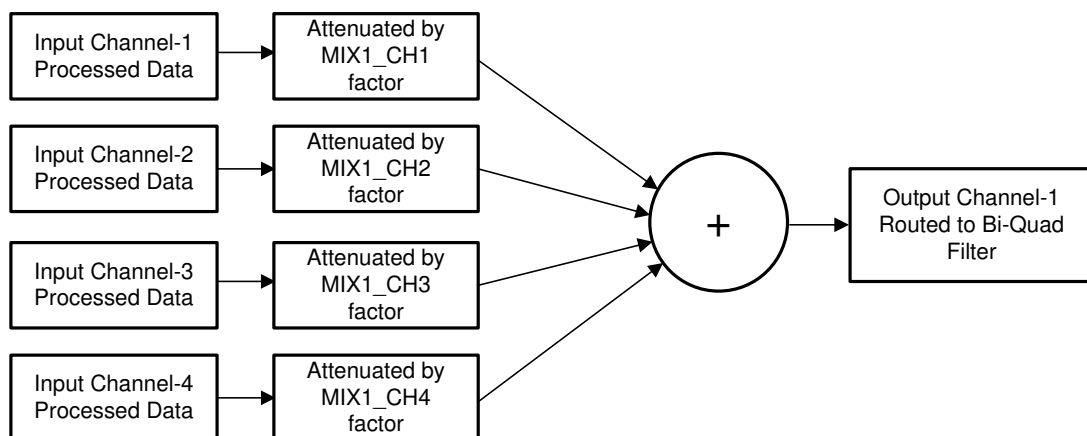 Input Channel-1
Processed Data
Attenuated by
MIX1_CH1
factor
Input Channel-2
Processed Data
Attenuated by
MIX1_CH2
factor
Input Channel-3
Processed Data
Attenuated by
MIX1_CH3
factor
Input Channel-4
Processed Data
Attenuated by
MIX1_CH4
factor
+
Output Channel-1
Routed to Bi-Quad
Filter